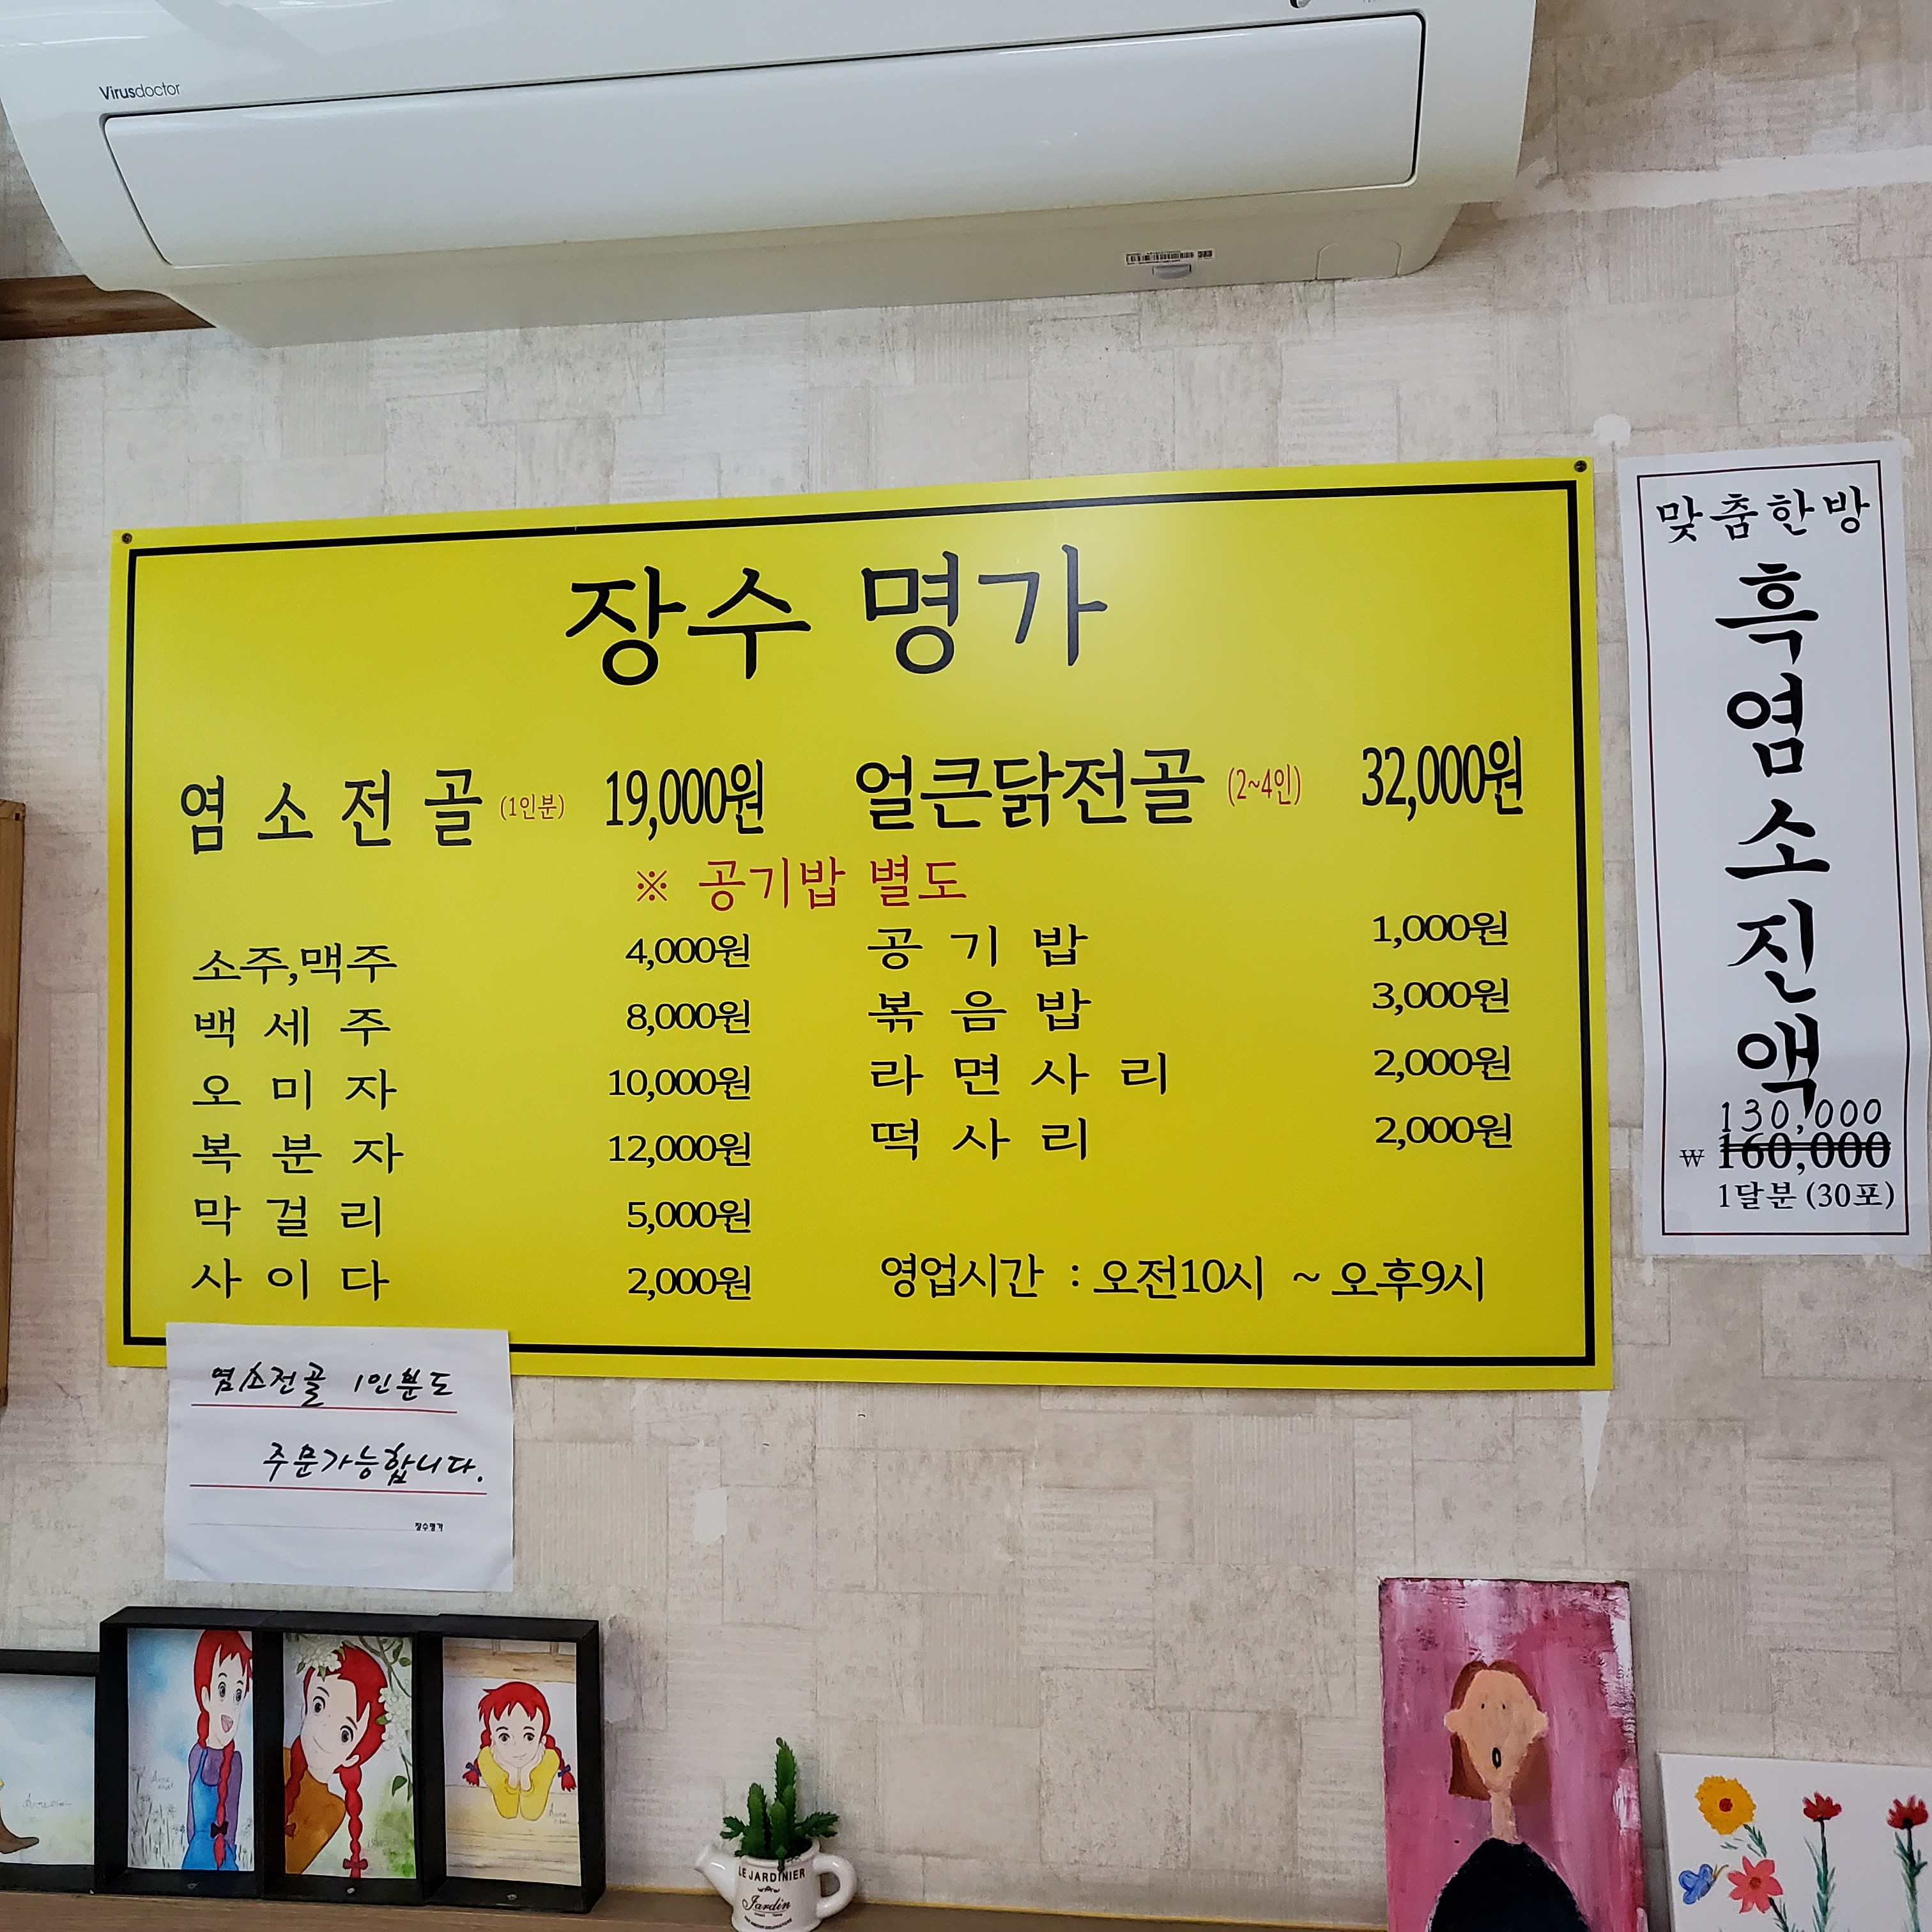 Virusdoctor
장수 명가
염소전골 (1인분) 19,000원
얼큰닭전골 (2~4인) 32,000원
※ 공기밥 별도
소주,맥주 4,000원
백세주 8,000원
오미자 10,000원
복분자 12,000원
막걸리 5,000원
사이다 2,000원
공기밥 1,000원
볶음밥 3,000원
라면사리 2,000원
떡사리 2,000원
영업시간 : 오전10시 ~ 오후9시
맞춤한방
흑염소진액
130,000
₩ 160,000
1달분 (30포)
염소전골 1인분도
주문가능합니다.
장수명가
LE JARDINIER
Jardin